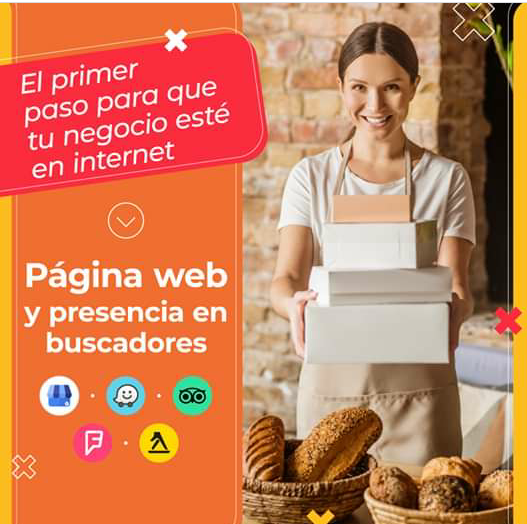 El primer
paso para que
tu negocio esté
en internet
Página web
y presencia en
buscadores